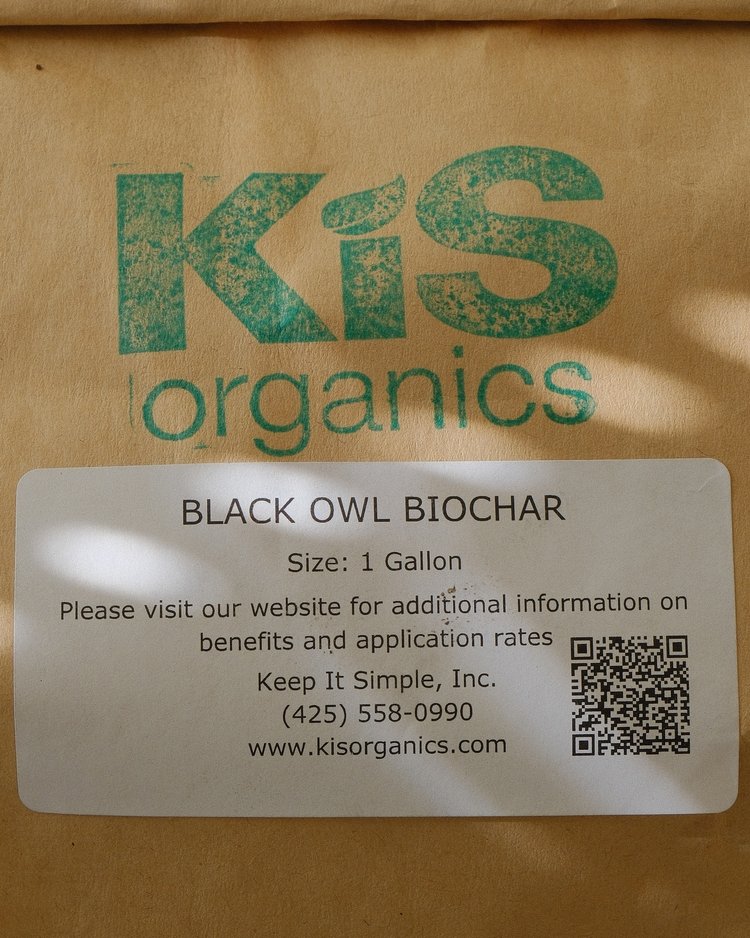 KiS
organics
BLACK OWL BIOCHAR
Size: 1 Gallon
Please visit our website for additional information on
benefits and application rates
Keep It Simple, Inc.
(425) 558-0990
www.kisorganics.com